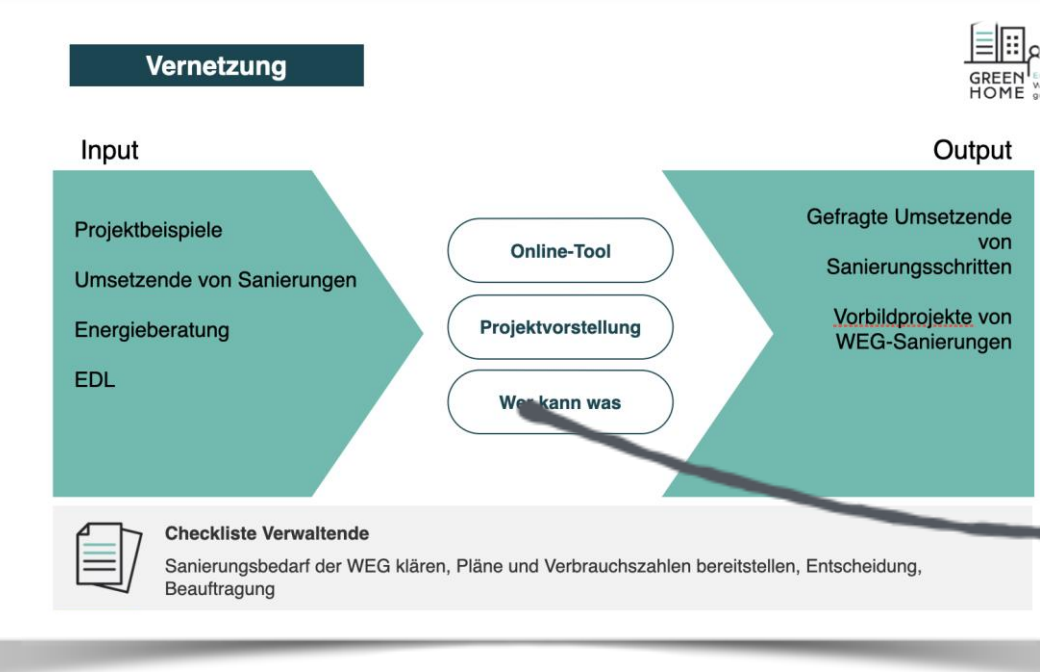 Vernetzung
GREEN
HOME
Input
Output
Projektbeispiele
Umsetzende von Sanierungen
Energieberatung
EDL
Online-Tool
Projektvorstellung
Wer kann was
Gefragte Umsetzende
von
Sanierungsschritten
Vorbildprojekte von
WEG-Sanierungen
Checkliste Verwaltende
Sanierungsbedarf der WEG klären, Pläne und Verbrauchszahlen bereitstellen, Entscheidung,
Beauftragung